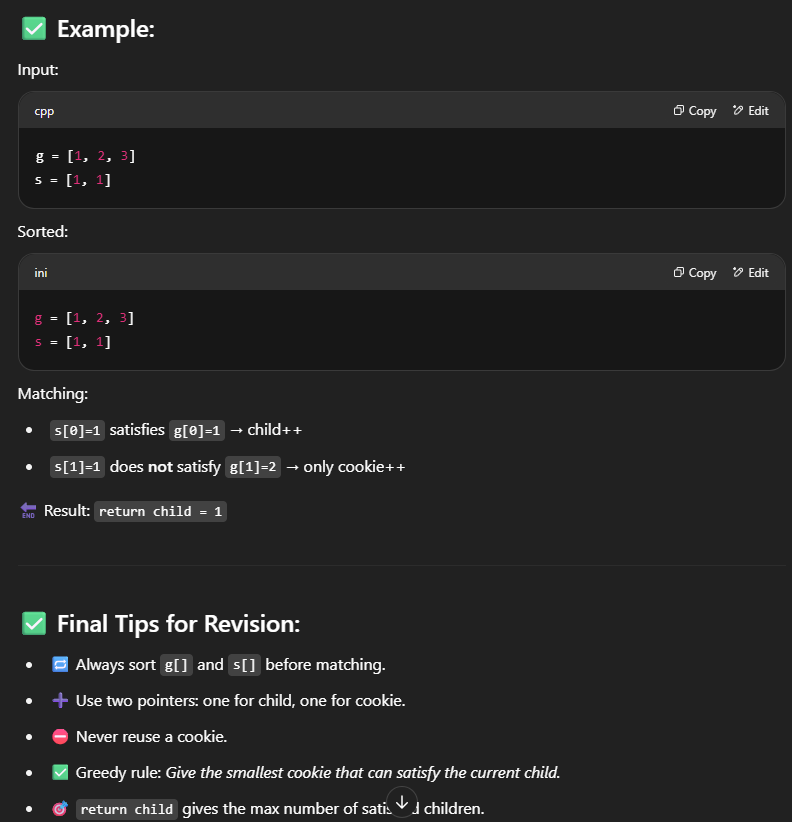 ✅ Example:
Input:
cpp Copy Edit
g = [1, 2, 3]
s = [1, 1]
Sorted:
ini Copy Edit
g = [1, 2, 3]
s = [1, 1]
Matching:
• s[0]=1 satisfies g[0]=1 → child++
• s[1]=1 does not satisfy g[1]=2 → only cookie++
🔚 Result: return child = 1
✅ Final Tips for Revision:
• 🔁 Always sort g[] and s[] before matching.
• ➕ Use two pointers: one for child, one for cookie.
• ⛔ Never reuse a cookie.
• ✅ Greedy rule: Give the smallest cookie that can satisfy the current child.
• 🎯 return child gives the max number of children.